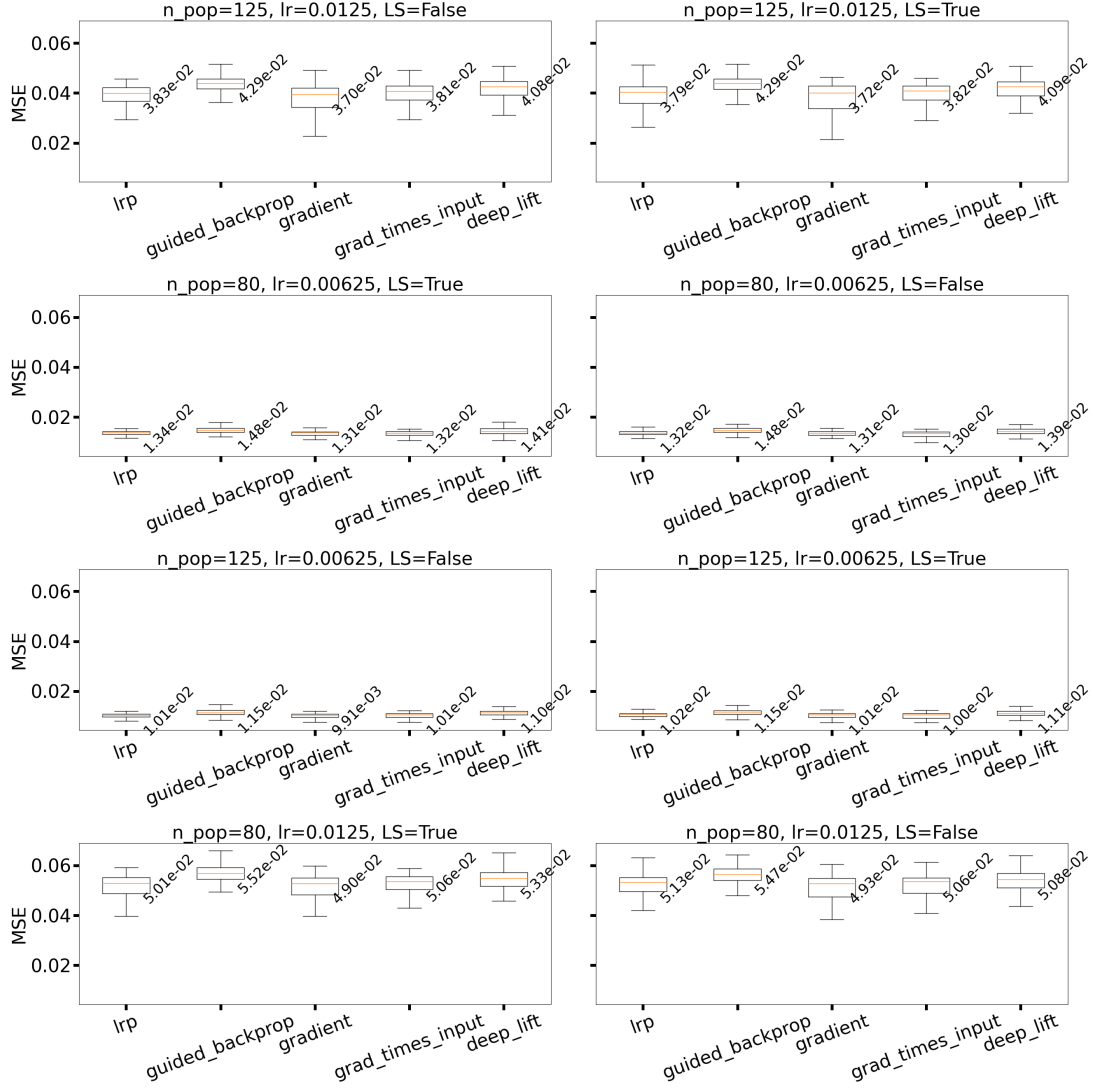 n_pop=125, lr=0.0125, LS=False
n_pop=125, lr=0.0125, LS=True
MSE
0.06
0.04
0.02
3.83e-02
4.29e-02
3.70e-02
3.81e-02
4.08e-02
3.79e-02
4.29e-02
3.72e-02
3.82e-02
4.09e-02
lrp
guided_backprop
gradient
grad_times_input
deep_lift
lrp
guided_backprop
gradient
grad_times_input
deep_lift
n_pop=80, lr=0.00625, LS=True
n_pop=80, lr=0.00625, LS=False
MSE
0.06
0.04
0.02
1.34e-02
1.48e-02
1.31e-02
1.32e-02
1.41e-02
1.32e-02
1.48e-02
1.31e-02
1.30e-02
1.39e-02
lrp
guided_backprop
gradient
grad_times_input
deep_lift
lrp
guided_backprop
gradient
grad_times_input
deep_lift
n_pop=125, lr=0.00625, LS=False
n_pop=125, lr=0.00625, LS=True
MSE
0.06
0.04
0.02
1.01e-02
1.15e-02
9.91e-03
1.01e-02
1.10e-02
1.02e-02
1.15e-02
1.01e-02
1.00e-02
1.11e-02
lrp
guided_backprop
gradient
grad_times_input
deep_lift
lrp
guided_backprop
gradient
grad_times_input
deep_lift
n_pop=80, lr=0.0125, LS=True
n_pop=80, lr=0.0125, LS=False
MSE
0.06
0.04
0.02
5.01e-02
5.52e-02
4.90e-02
5.06e-02
5.33e-02
5.13e-02
5.47e-02
4.93e-02
5.06e-02
5.08e-02
lrp
guided_backprop
gradient
grad_times_input
deep_lift
lrp
guided_backprop
gradient
grad_times_input
deep_lift